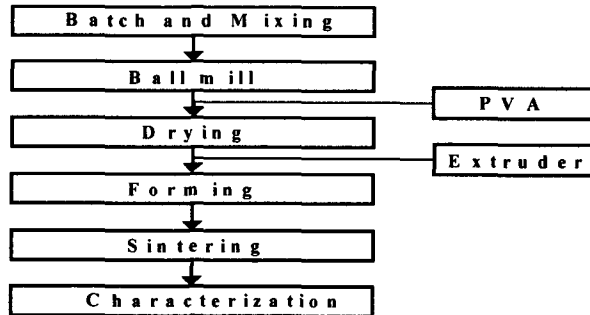 Batch and Mixing
Ball mill
PVA
Drying
Extruder
Forming
Sintering
Characterization